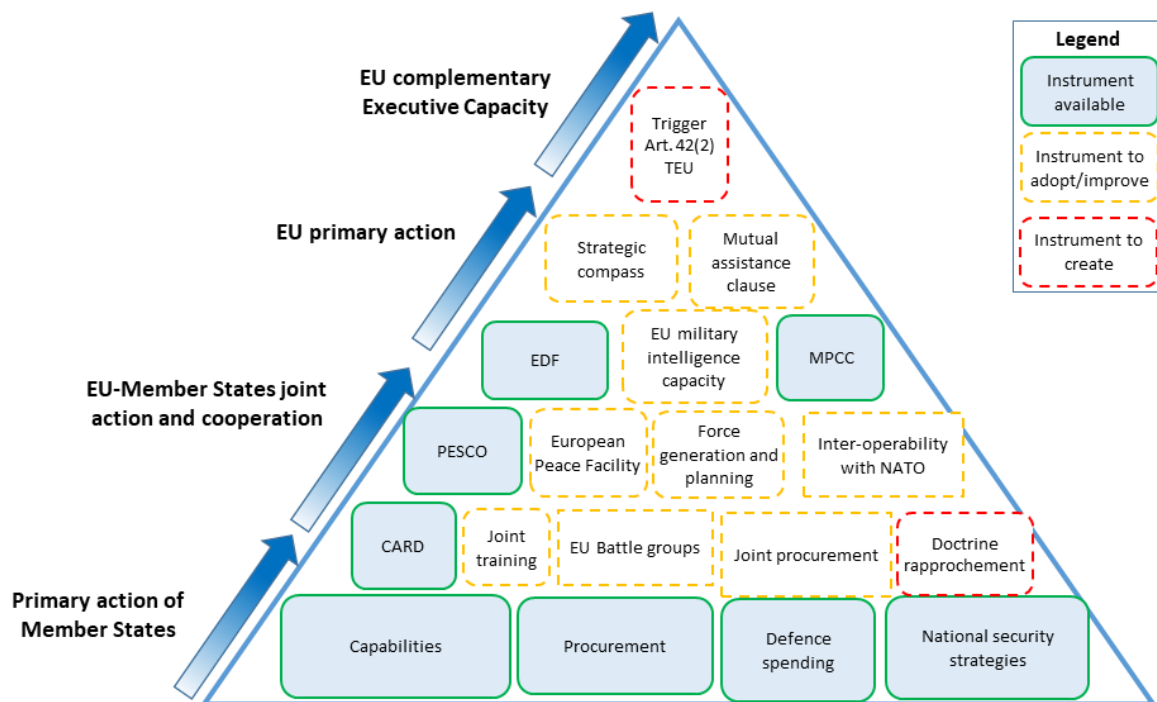 Legend
Instrument
available
Instrument to
adopt/improve
Instrument to
create
EU complementary
Executive Capacity
Trigger
Art. 42(2)
TEU
EU primary action
Strategic
compass
Mutual
assistance
clause
EDF
EU military
intelligence
capacity
MPCC
EU-Member States joint
action and cooperation
PESCO
European
Peace Facility
Force
generation and
planning
Inter-operability
with NATO
CARD
Joint
training
EU Battle groups
Joint procurement
Doctrine
rapprochement
Primary action of
Member States
Capabilities
Procurement
Defence
spending
National security
strategies